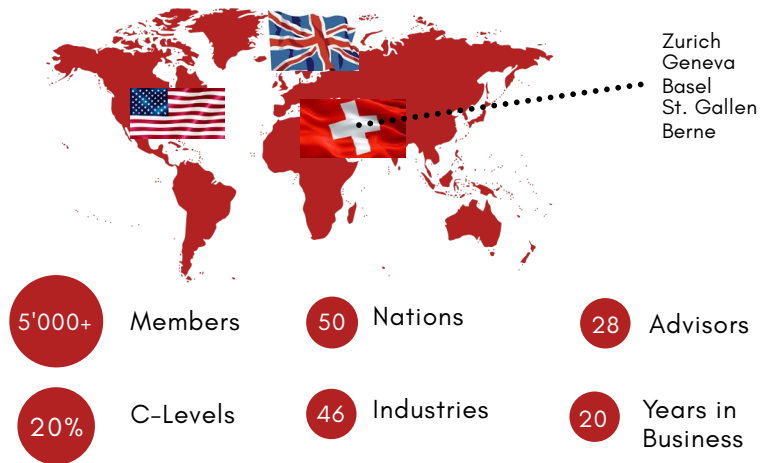 Zurich
Geneva
Basel
St. Gallen
Berne
5'000+ Members
50 Nations
28 Advisors
20% C-Levels
46 Industries
20 Years in
Business